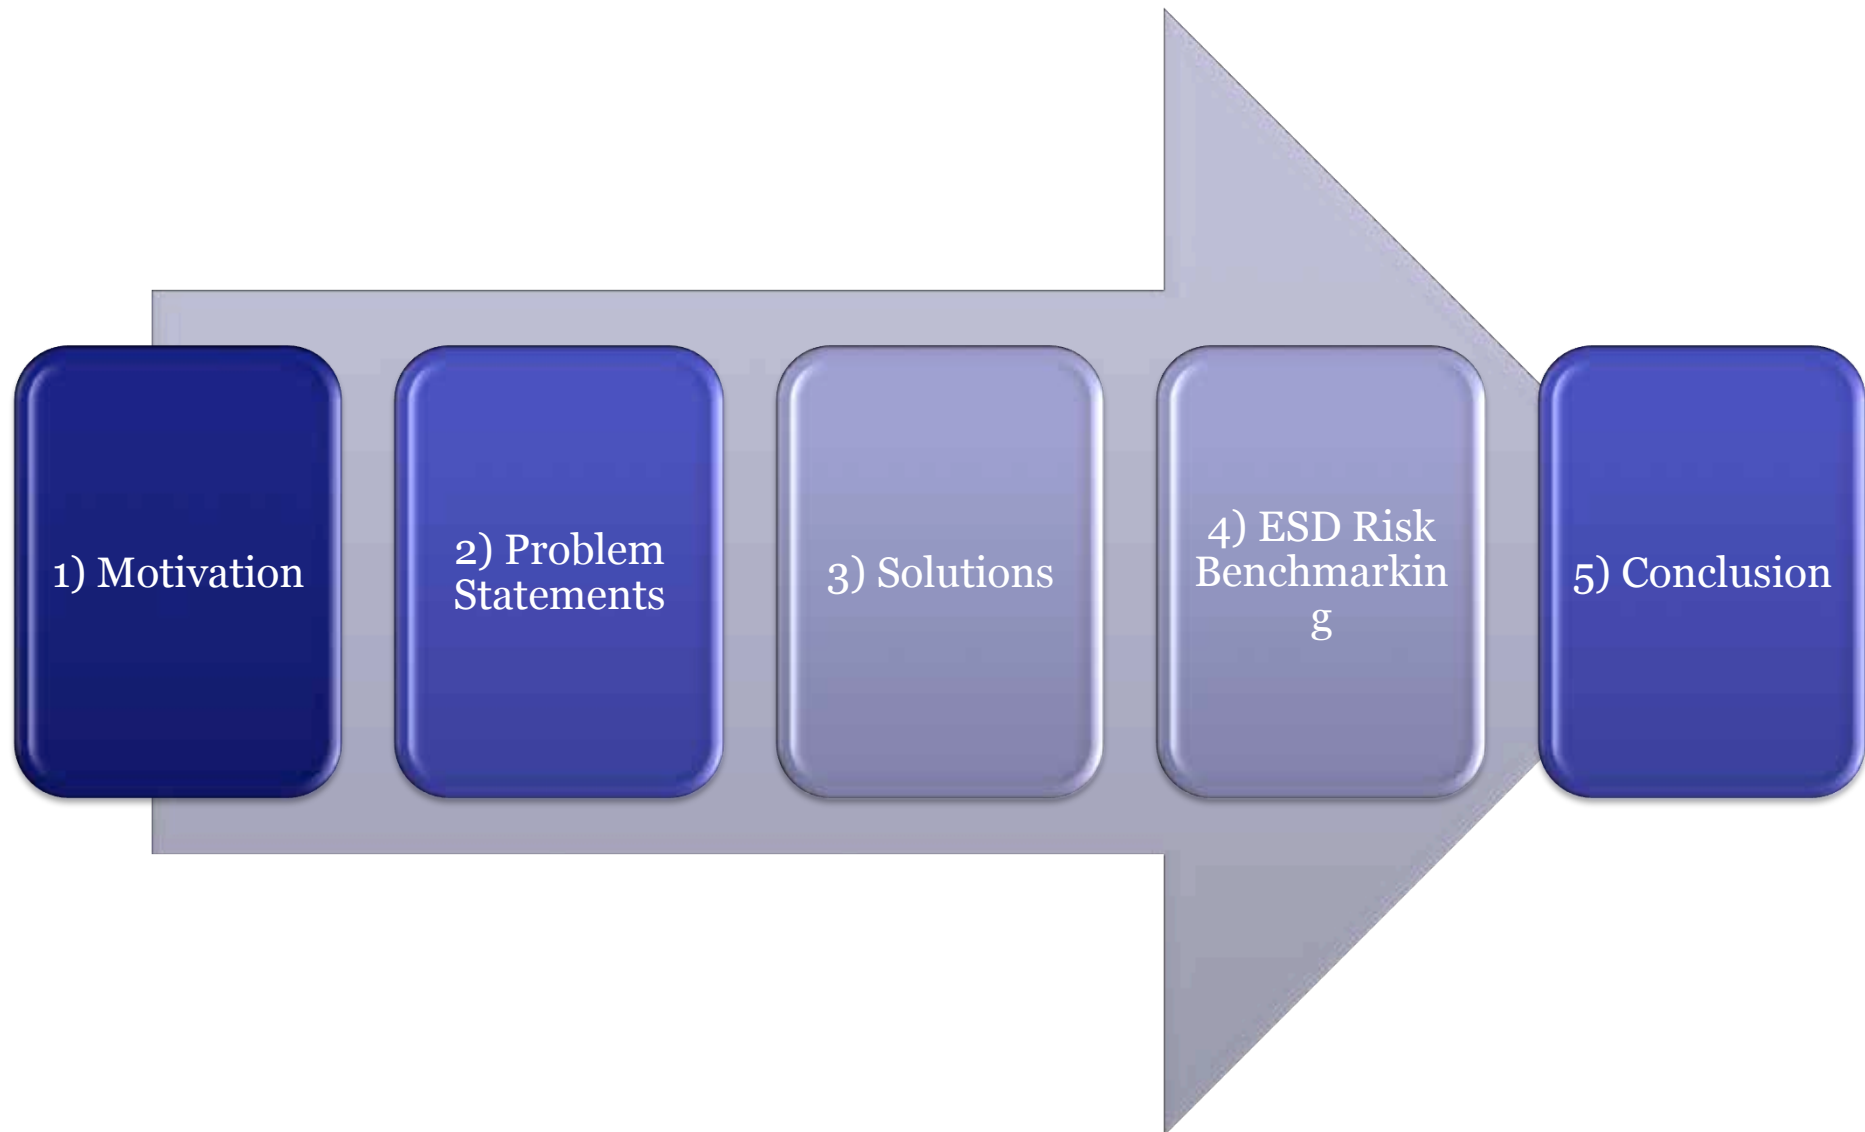 1) Motivation
2) Problem
Statements
3) Solutions
4) ESD Risk
Benchmarkin
g
5) Conclusion